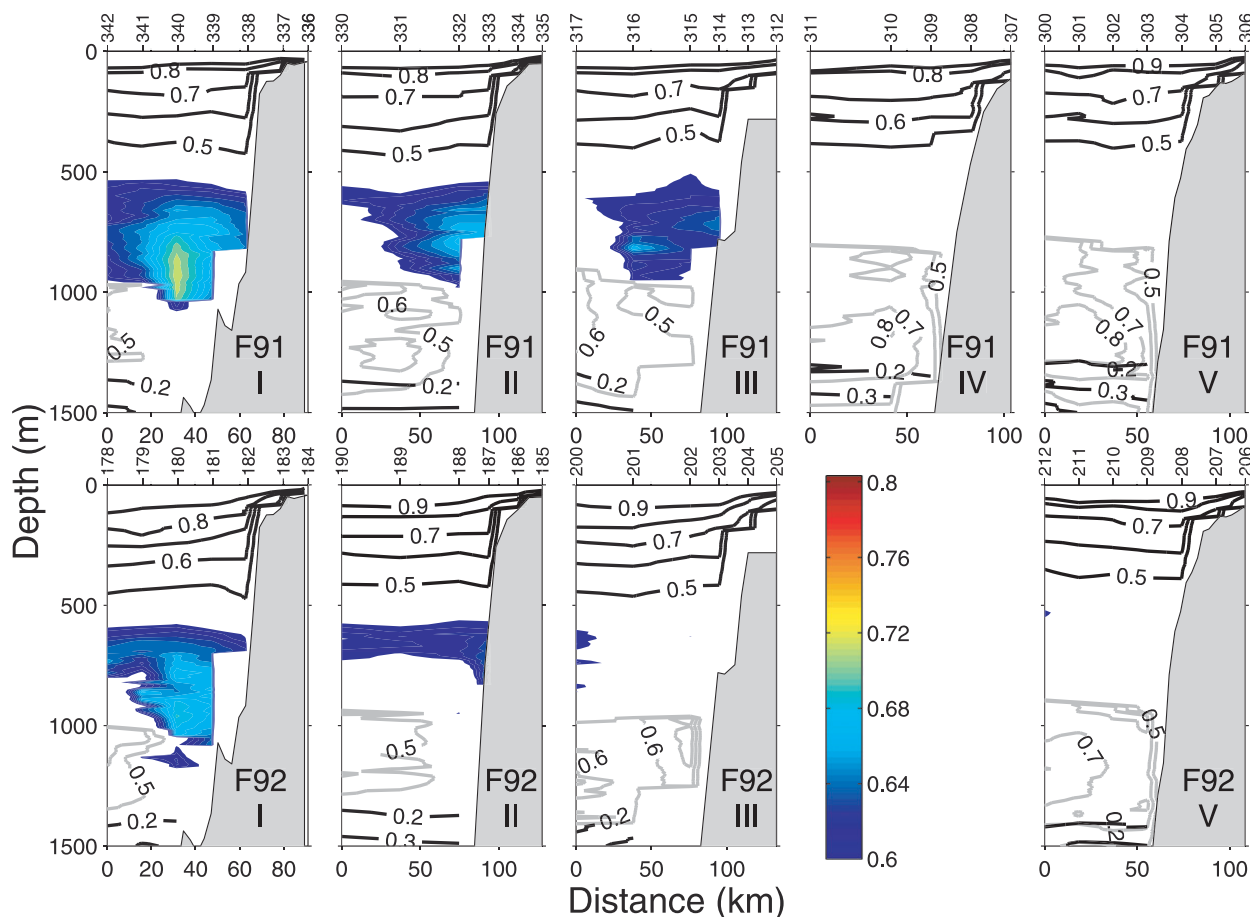 342 341 340 339 338 337 336
330 331 332 333 334 335
317 316 315 314 313 312
311 310 309 308 307
300 301 302 303 304 305 306
0
500
1000
1500
0.8
0.7
0.5
0.5
0.2
F91
I
0.8
0.7
0.5
0.6
0.5
0.2
F91
II
0.7
0.5
0.5
0.6
0.2
F91
III
0.8
0.6
0.5
0.7
0.8
0.2
0.3
F91
IV
0.9
0.7
0.5
0.5
0.7
0.8
0.2
0.3
F91
V
0 20 40 60 80
0 50 100
0 50 100
0 50 100
0 50 100
Depth (m)
178 179 180 181 182 183 184
190 189 188 187 186 185
200 201 202 203 204 205
212 211 210 209 208 207 206
0
500
1000
1500
0.8
0.6
0.5
0.2
F92
I
0.9
0.7
0.5
0.5
0.2
0.3
F92
II
0.9
0.7
0.5
0.6
0.6
0.2
F92
III
0.8
0.76
0.72
0.68
0.64
0.6
0.9
0.7
0.5
0.5
0.7
0.2
F92
V
0 20 40 60 80
0 50 100
0 50 100
0 50 100
Distance (km)